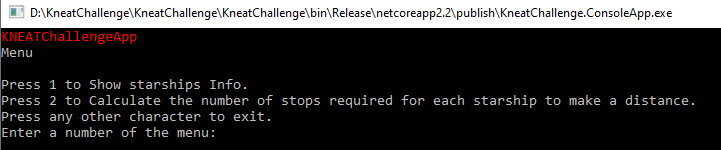 D:\KneatChallenge\KneatChallenge\KneatChallenge\bin\Release\netcoreapp2.2\publish\KneatChallenge.ConsoleApp.exe
KNEATChallengeApp
Menu
Press 1 to Show starships Info.
Press 2 to Calculate the number of stops required for each starship to make a distance.
Press any other character to exit.
Enter a number of the menu: